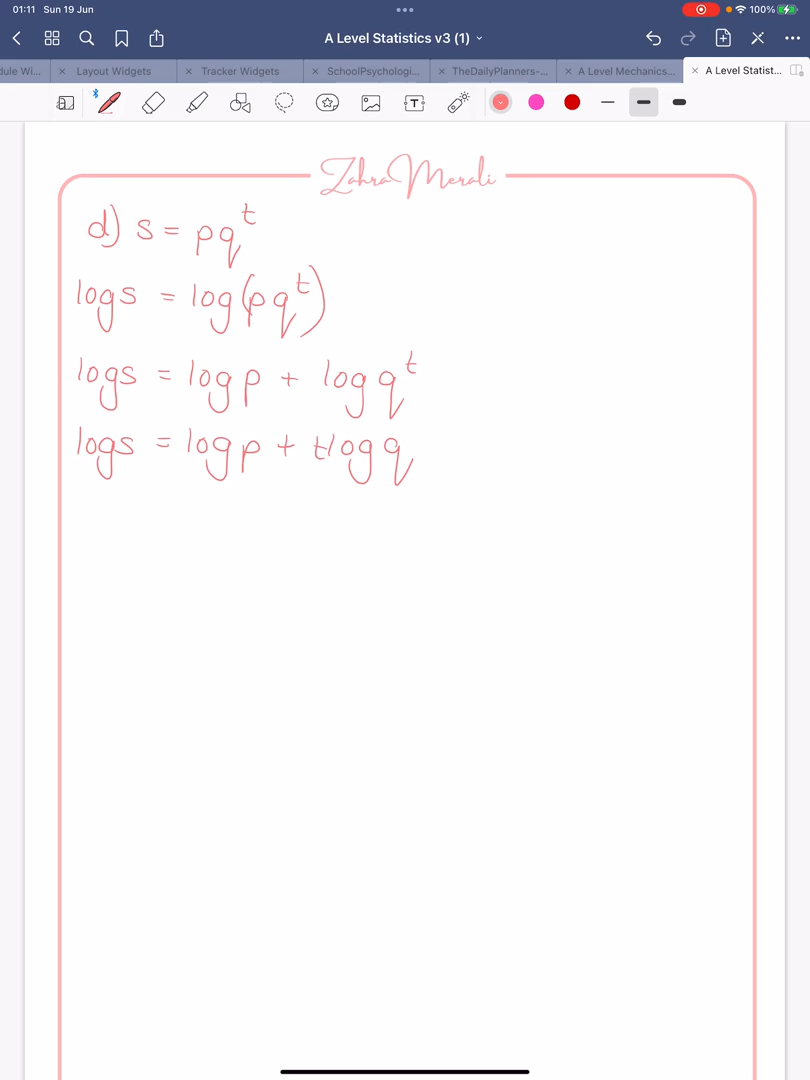 01:11 Sun 19 Jun
100%
A Level Statistics v3 (1)
dule Wi...
Layout Widgets
Tracker Widgets
SchoolPsychologi...
TheDailyPlanners-...
A Level Mechanics...
A Level Statist...
T
Zahra Merali
d) s = pq^t
log s = log(pq^t)
log s = log p + log q^t
log s = log p + t log q